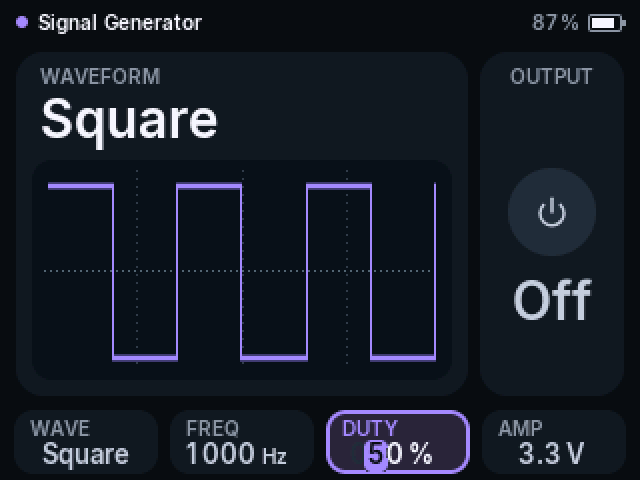 Signal Generator
87%
WAVEFORM
Square
OUTPUT
Off
WAVE
Square
FREQ
1000 Hz
DUTY
50 %
AMP
3.3 V